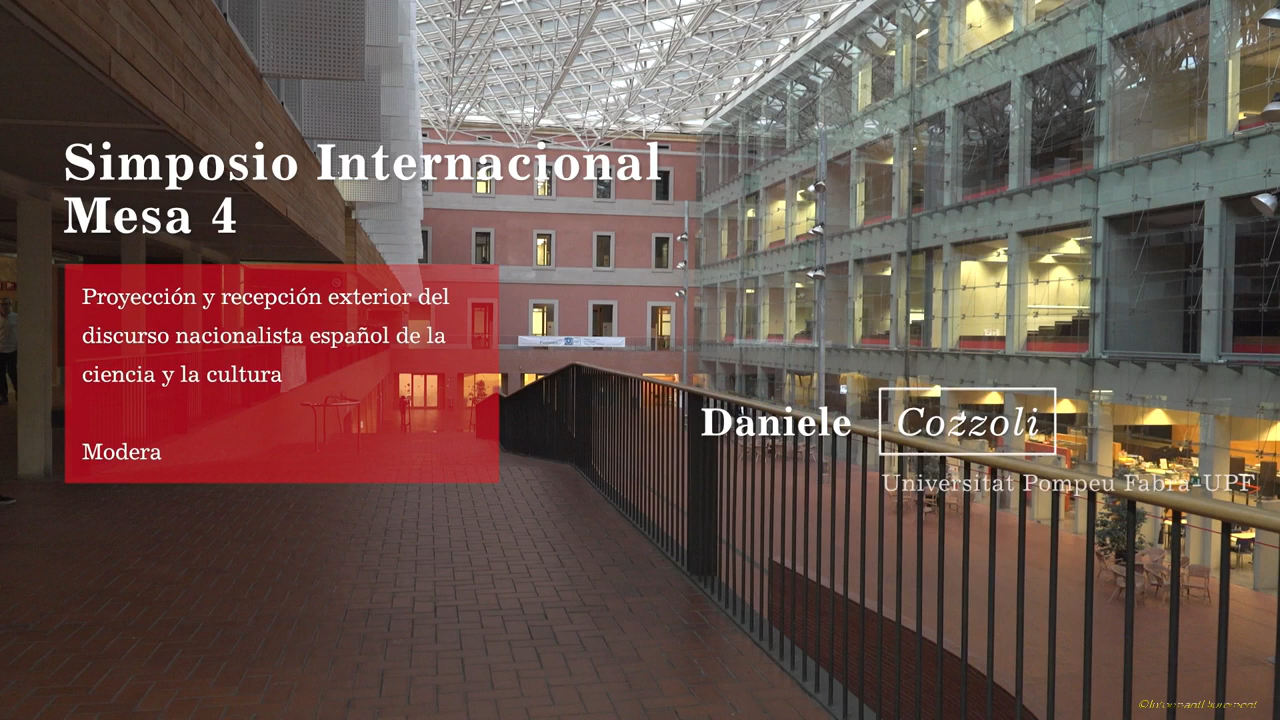 Simposio Internacional
Mesa 4
Proyección y recepción exterior del
discurso nacionalista español de la
ciencia y la cultura
Modera
Daniele Cozzoli
Universitat Pompeu Fabra-UPF